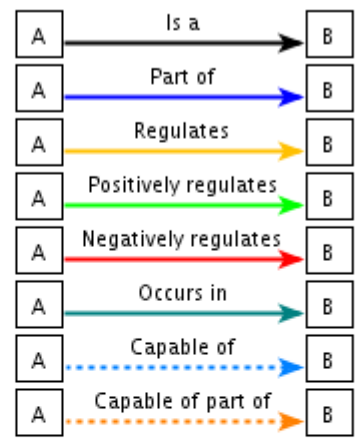 A Is a B
A Part of B
A Regulates B
A Positively regulates B
A Negatively regulates B
A Occurs in B
A Capable of B
A Capable of part of B